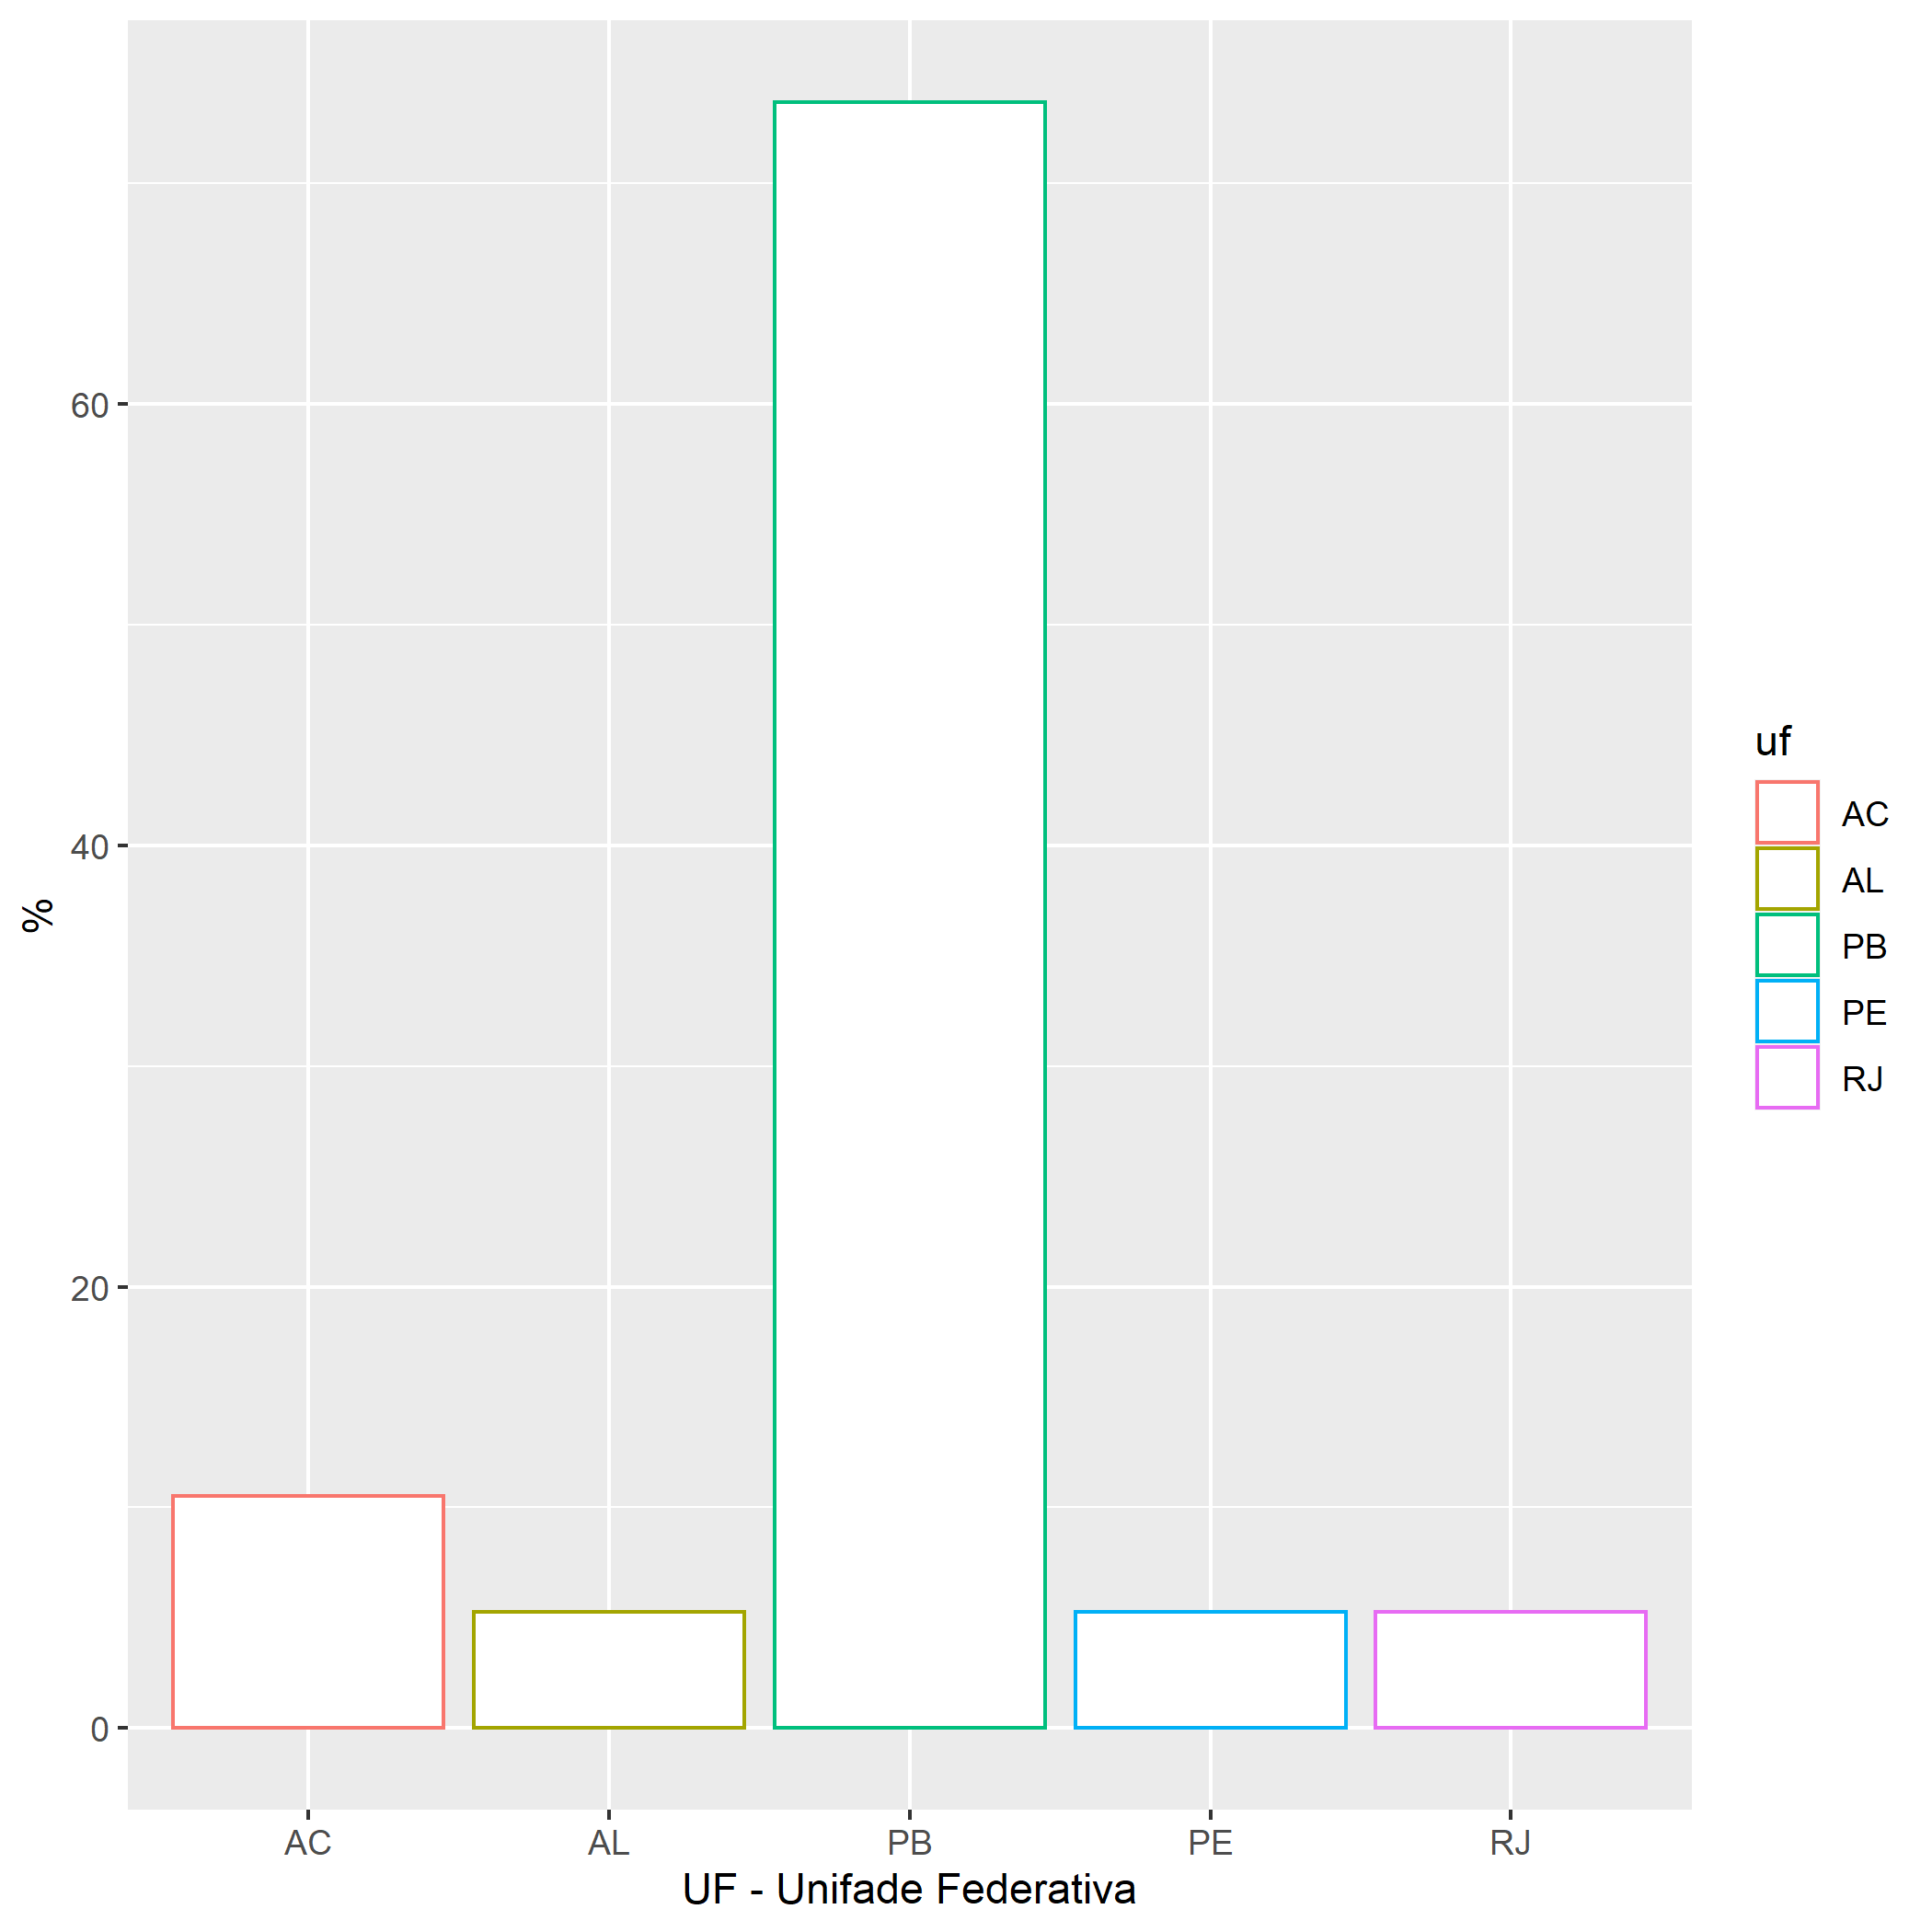 60
40
20
0
%
AC AL PB PE RJ
UF - Unifade Federativa
uf
AC
AL
PB
PE
RJ